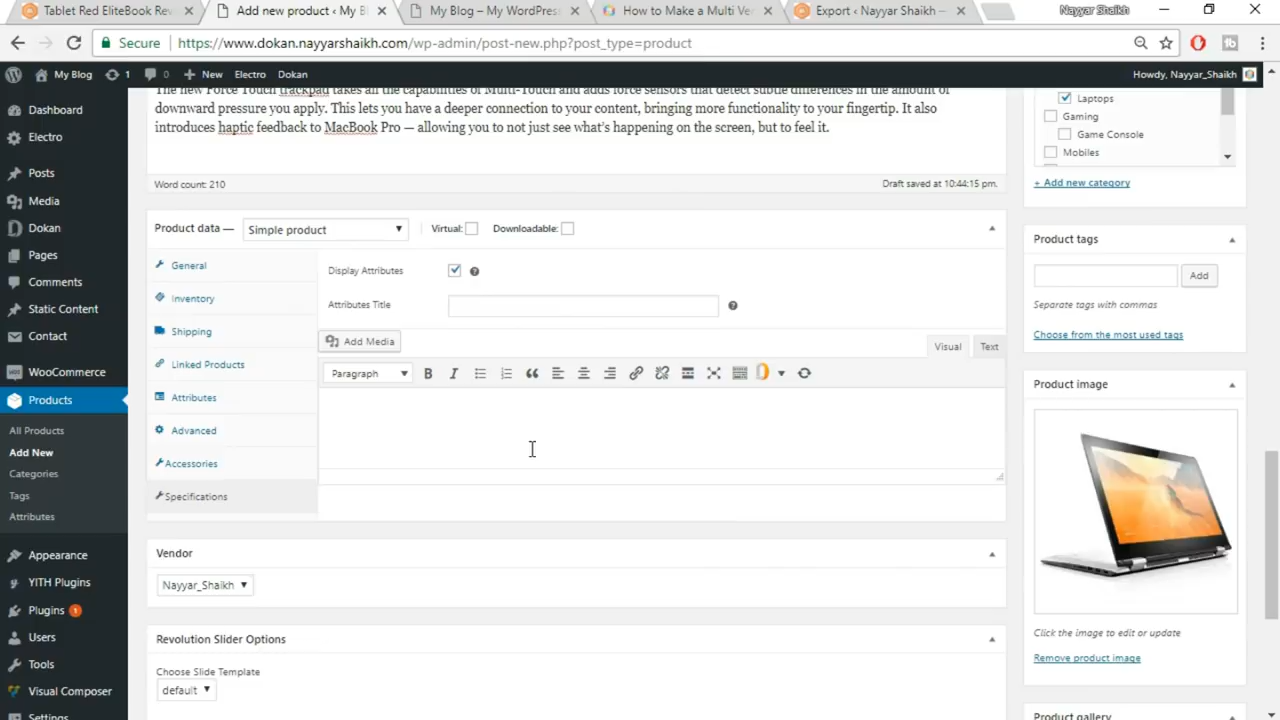 Tablet Red EliteBook Rev
Add new product ‹ My Bl
My Blog – My WordPres
How to Make a Multi Ve
Export ‹ Nayyar Shaikh —
Nayyar Shaikh
Secure
https://www.dokan.nayyarshaikh.com/wp-admin/post-new.php?post_type=product
My Blog
1
0
New
Electro
Dokan
Howdy, Nayyar_Shaikh
Dashboard
Electro
Posts
Media
Dokan
Pages
Comments
Static Content
Contact
WooCommerce
Products
All Products
Add New
Categories
Tags
Attributes
Appearance
YITH Plugins
Plugins 1
Users
Tools
Visual Composer
Settings
The new Force Touch trackpad takes all the capabilities of Multi-Touch and adds force sensors that detect subtle differences in the amount of
downward pressure you apply. This lets you have a deeper connection to your content, bringing more functionality to your fingertip. It also
introduces haptic feedback to MacBook Pro — allowing you to not just see what's happening on the screen, but to feel it.
Word count: 210
Draft saved at 10:44:15 pm.
Product data —
Simple product
Virtual:
Downloadable:
General
Inventory
Shipping
Linked Products
Attributes
Advanced
Accessories
Specifications
Display Attributes
Attributes Title
Add Media
Visual
Text
Paragraph
B
I
Vendor
Nayyar_Shaikh
Revolution Slider Options
Choose Slide Template
default
Laptops
Gaming
Game Console
Mobiles
+ Add new category
Product tags
Add
Separate tags with commas
Choose from the most used tags
Product image
Click the image to edit or update
Remove product image
Product gallery